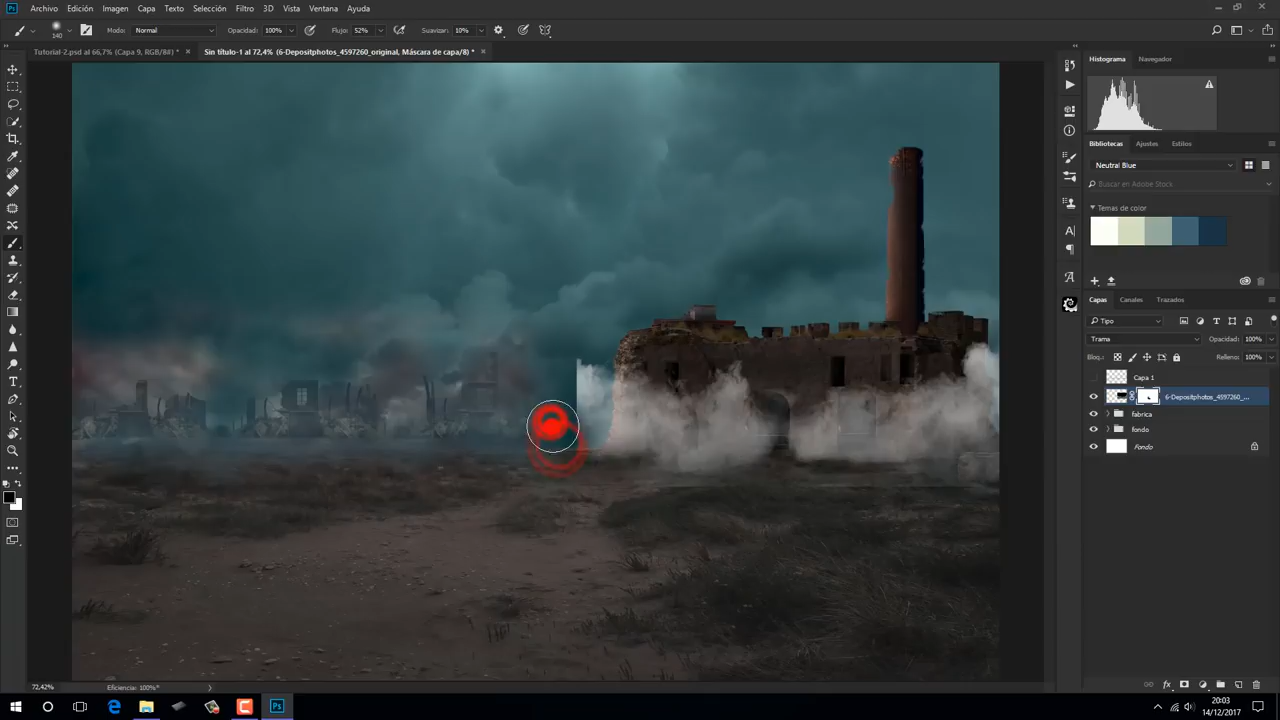 Archivo Edición Imagen Capa Texto Selección Filtro 3D Vista Ventana Ayuda
140 Modo: Normal Opacidad: 100% Flujo: 52% Suavizar: 10%
Tutorial-2.psd al 66,7% (Capa 9, RGB/8#) * × Sin título-1 al 72,4% (6-Depositphotos_4597260_original, Máscara de capa/8) * ×
Histograma Navegador
Bibliotecas Ajustes Estilos
Neutral Blue
Buscar en Adobe Stock
Temas de color
Capas Canales Trazados
Tipo
Trama Opacidad: 100%
Bloq.: Relleno: 100%
Capa 1
6-Depositphotos_4597260_...
fabrica
fondo
Fondo
72,42% Eficiencia: 100%*
20:03
14/12/2017